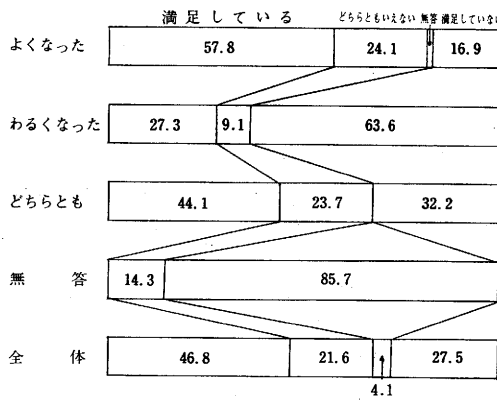 満足している どちらともいえない 無答 満足していない
よくなった 57.8 24.1 16.9
わるくなった 27.3 9.1 63.6
どちらとも 44.1 23.7 32.2
無答 14.3 85.7
全体 46.8 21.6 27.5
4.1